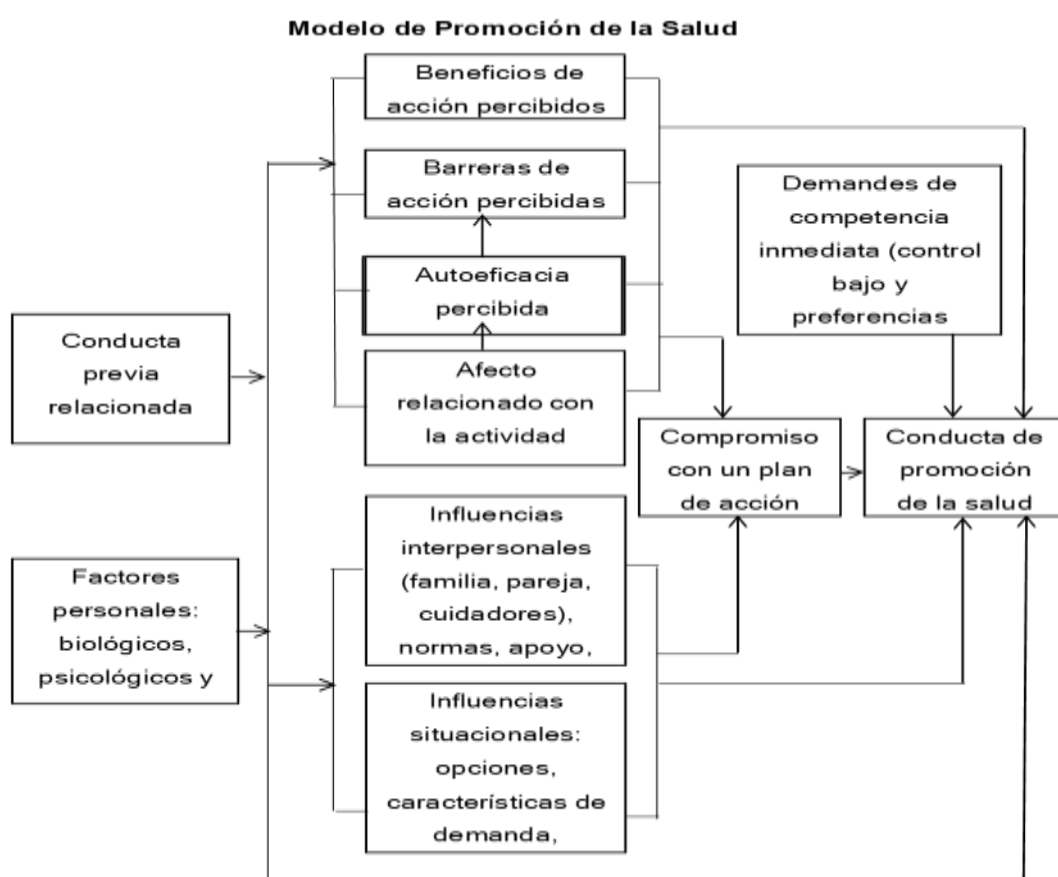 Modelo de Promoción de la Salud
Beneficios de
acción percibidos
Barreras de
acción percibidas
Autoeficacia
percibida
Afecto
relacionado con
la actividad
Conducta
previa
relacionada
Factores
personales:
biológicos,
psicológicos y
Influencias
interpersonales
(familia, pareja,
cuidadores),
normas, apoyo,
Influencias
situacionales:
opciones,
características de
demanda,
Demandes de
competencia
inmediata (control
bajo y
preferencias
Compromiso
con un plan
de acción
Conducta de
promoción
de la salud